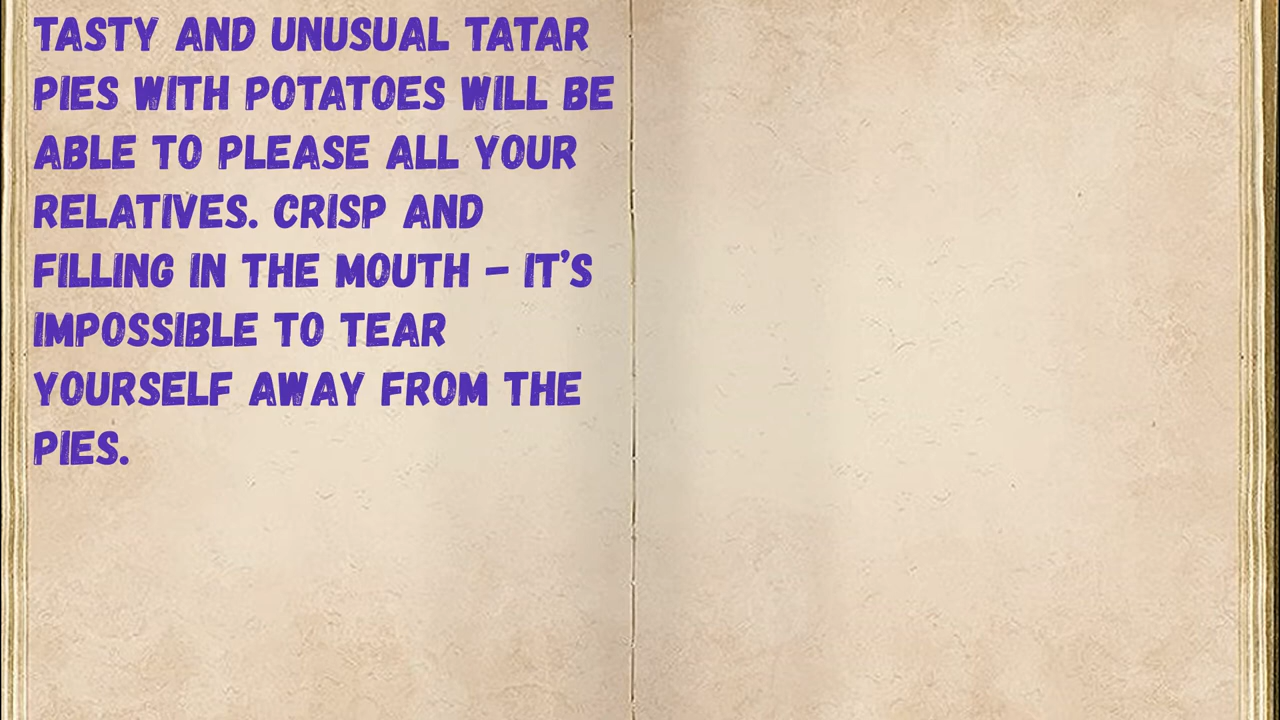 TASTY AND UNUSUAL TATAR
PIES WITH POTATOES WILL BE
ABLE TO PLEASE ALL YOUR
RELATIVES. CRISP AND
FILLING IN THE MOUTH – IT’S
IMPOSSIBLE TO TEAR
YOURSELF AWAY FROM THE
PIES.